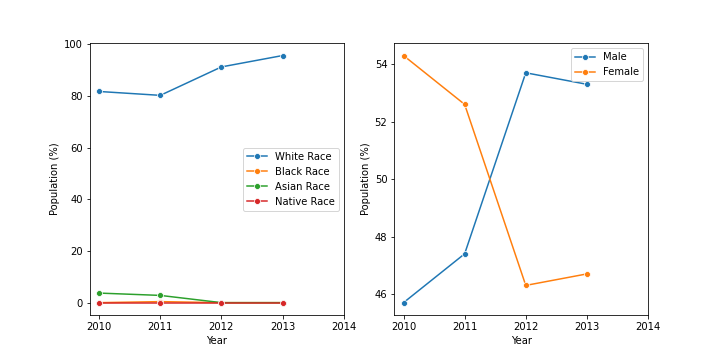 100
80
60
40
20
0
Population (%)
2010 2011 2012 2013 2014
Year
White Race
Black Race
Asian Race
Native Race
54
52
50
48
46
Population (%)
2010 2011 2012 2013 2014
Year
Male
Female